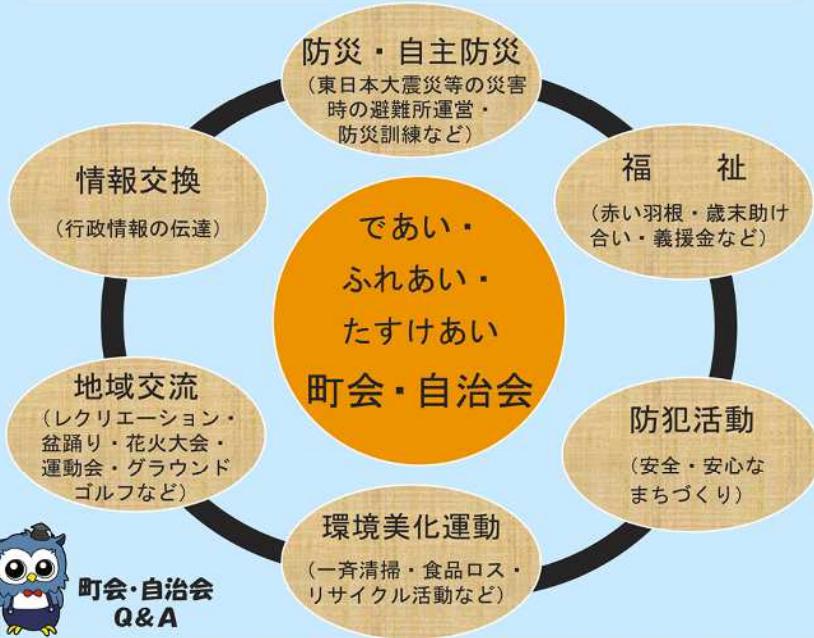 防災・自主防災
(東日本大震災等の災害
時の避難所運営・
防災訓練など)
福　　祉
(赤い羽根・歳末助け
合い・義援金など)
防犯活動
(安全・安心な
まちづくり)
環境美化運動
(一斉清掃・食品ロス・
リサイクル活動など)
地域交流
(レクリエーション・
盆踊り・花火大会・
運動会・グラウンド
ゴルフなど)
情報交換
(行政情報の伝達)
であい・
ふれあい・
たすけあい
町会・自治会
町会・自治会
Q&A